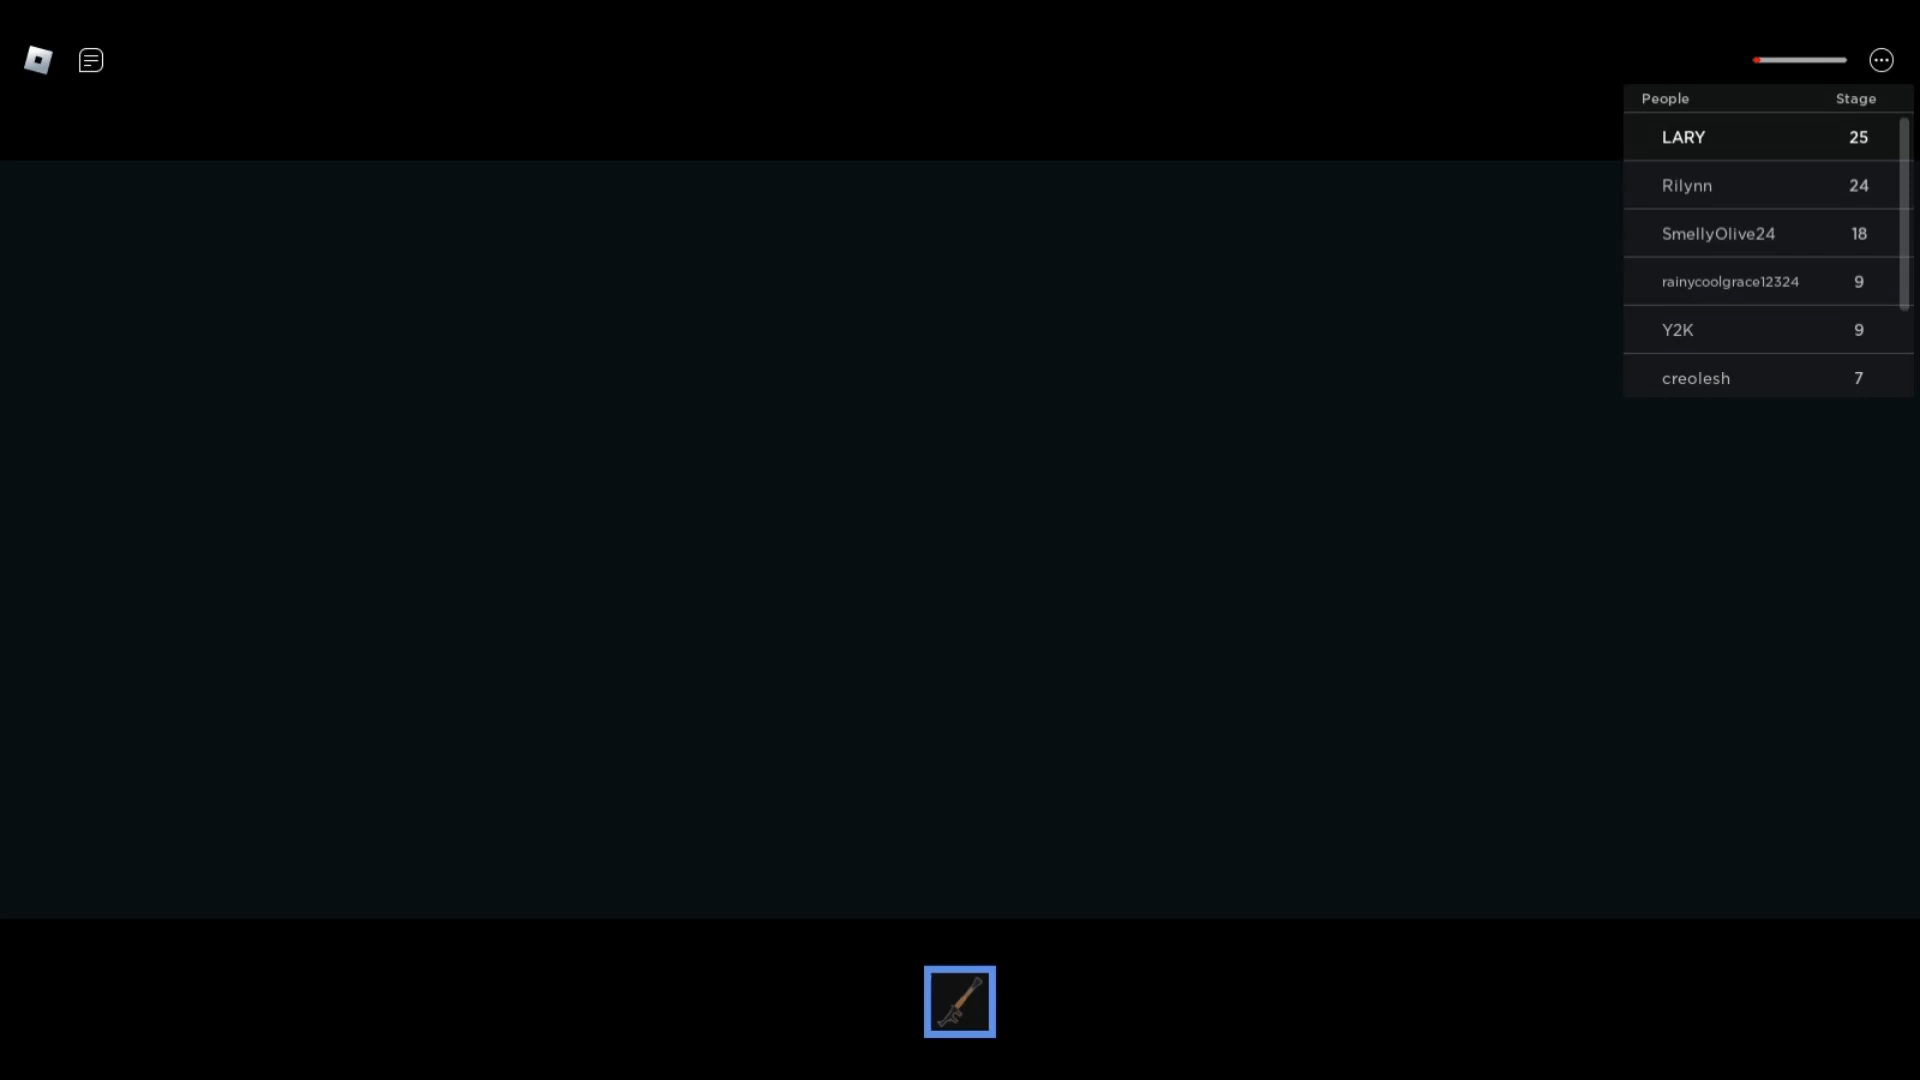 People Stage
LARY 25
Rilynn 24
SmellyOlive24 18
rainycoolgrace12324 9
Y2K 9
creolesh 7